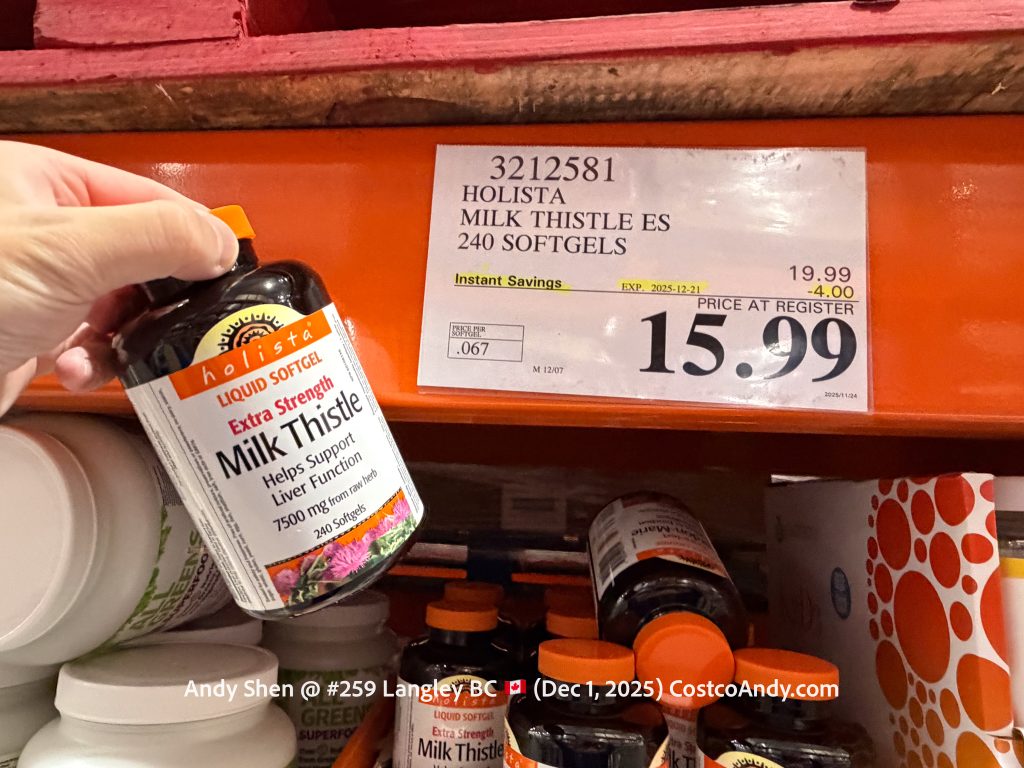 3212581
HOLISTA
MILK THISTLE ES
240 SOFTGELS
19.99
Instant Savings
EXP. 2025-12-21
-4.00
PRICE AT REGISTER
15.99
PRICE PER
SOFTGEL
.067
M 12/07
2025/11/24
holista
LIQUID SOFTGEL
Extra Strength
Milk Thistle
Helps Support
Liver Function
7500 mg from raw herb
240 Softgels
GREENS
SUPERFOOD
Andy Shen @ #259 Langley BC 🇨🇦 (Dec 1, 2025) CostcoAndy.com
holista
LIQUID SOFTGEL
Extra Strength
Milk Thistle